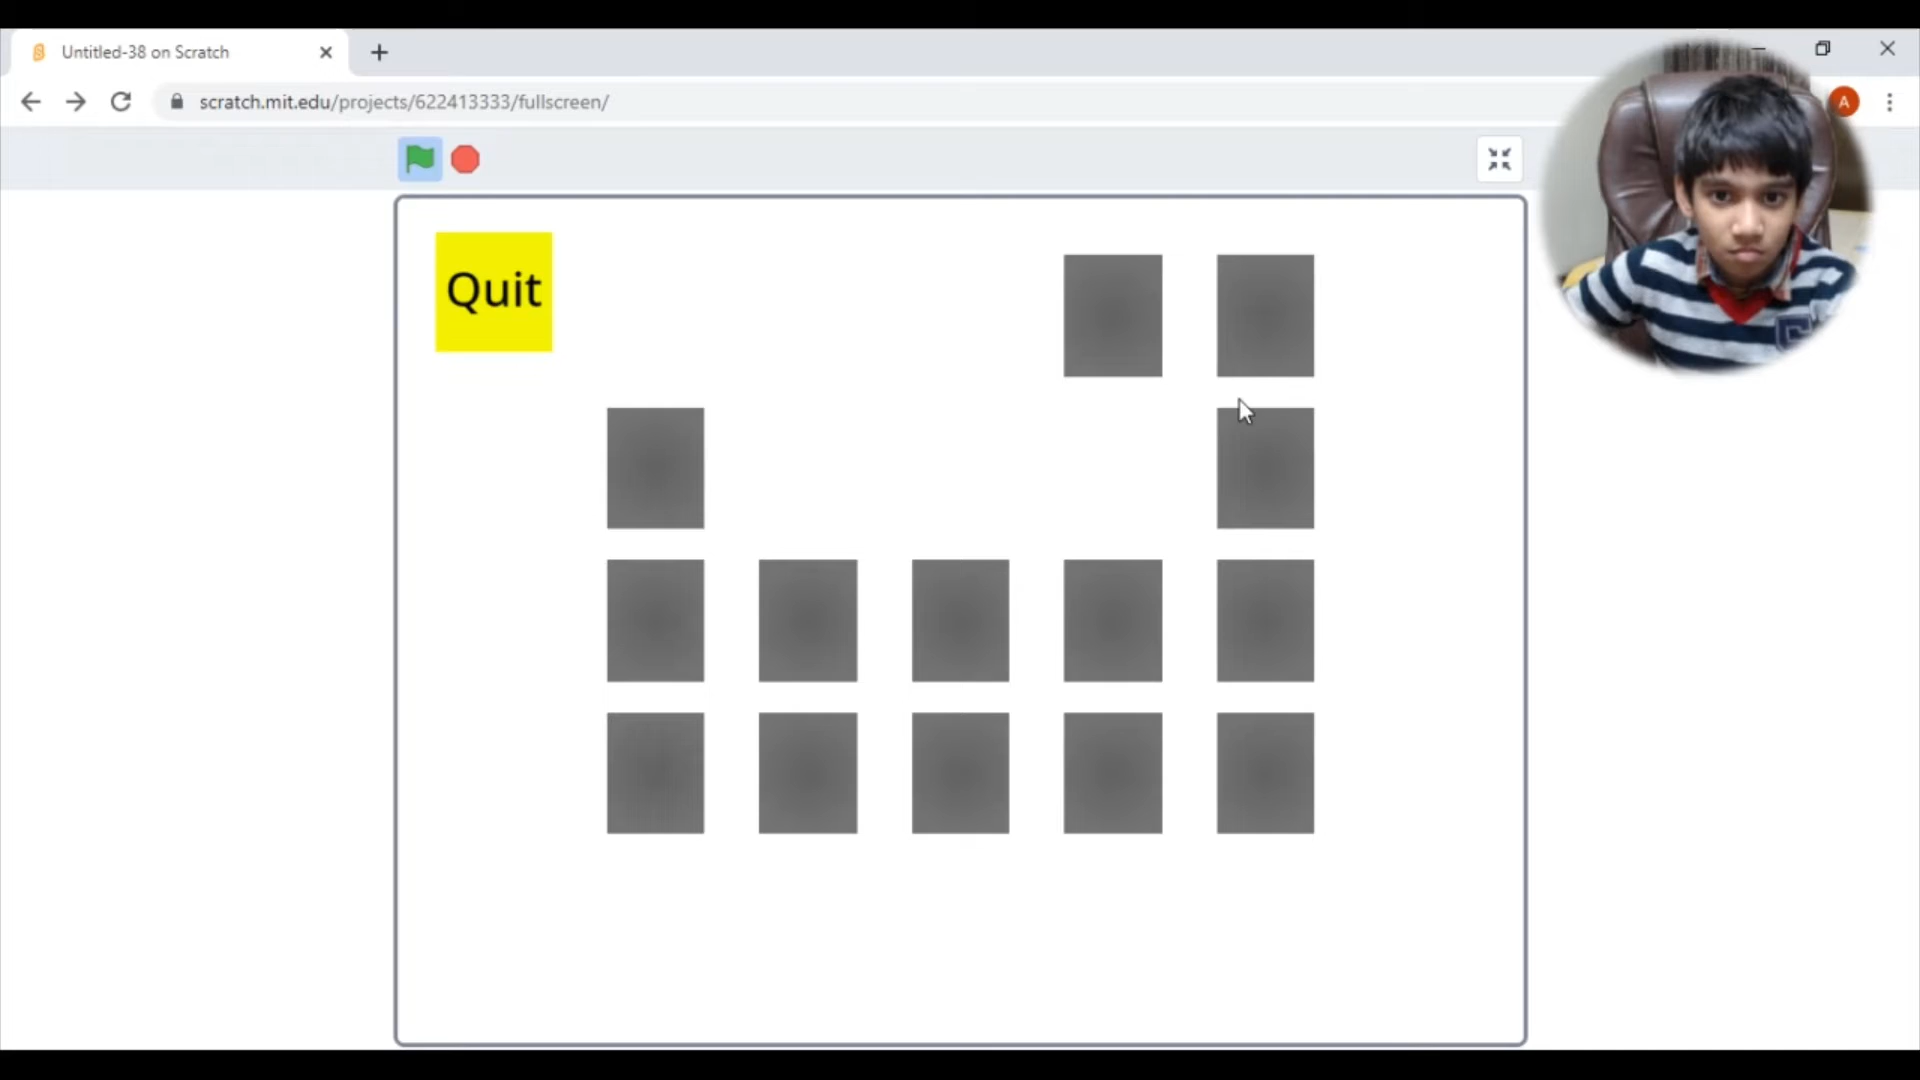 Untitled-38 on Scratch
scratch.mit.edu/projects/622413333/fullscreen/
A
Quit